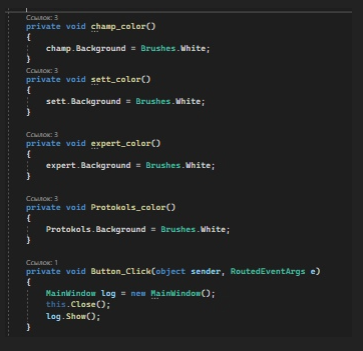 Ссылок: 3
private void champ_color()
{
champ.Background = Brushes.White;
}
Ссылок: 3
private void sett_color()
{
sett.Background = Brushes.White;
}
Ссылок: 3
private void expert_color()
{
expert.Background = Brushes.White;
}
Ссылок: 3
private void Protokols_color()
{
Protokols.Background = Brushes.White;
}
Ссылок: 1
private void Button_Click(object sender, RoutedEventArgs e)
{
MainWindow log = new MainWindow();
this.Close();
log.Show();
}